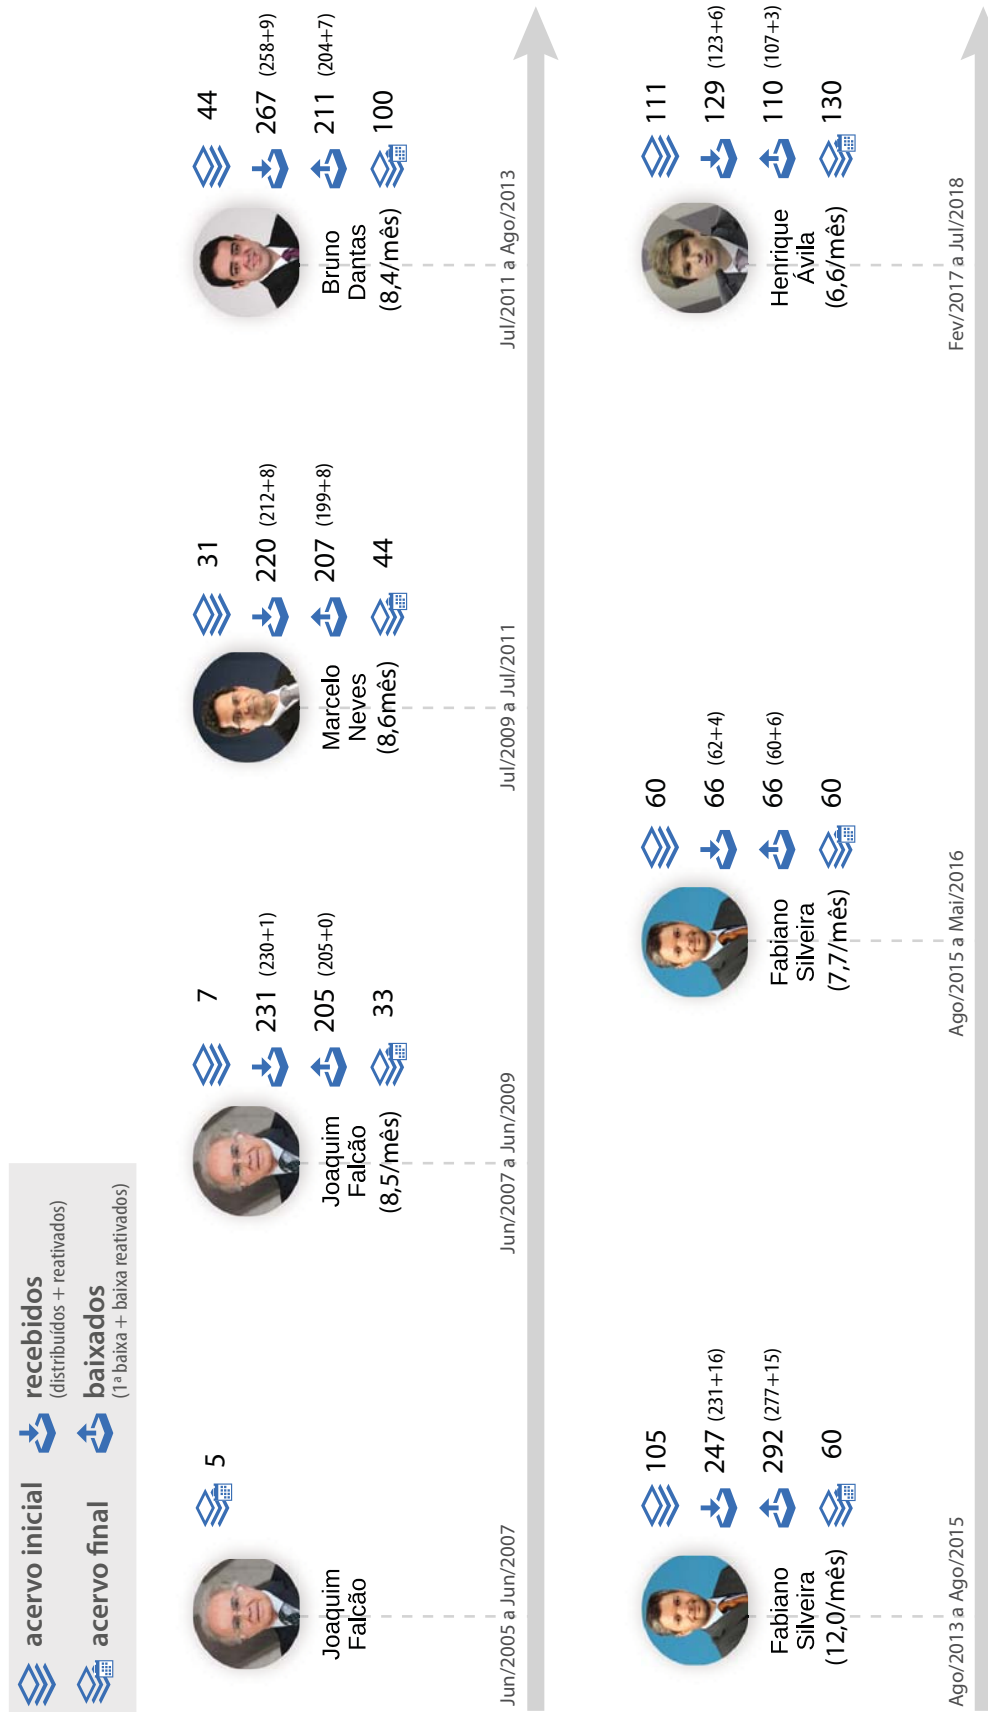 acervo inicial
recebidos
(distribuídos + reativados)
acervo final
baixados
(1ª baixa + baixa reativados)
5
Joaquim
Falcão
Jun/2005 a Jun/2007
7
231 (230+1)
205 (205+0)
33
Joaquim
Falcão
(8,5/mês)
Jun/2007 a Jun/2009
31
220 (212+8)
207 (199+8)
44
Marcelo
Neves
(8,6mês)
Jul/2009 a Jul/2011
44
267 (258+9)
211 (204+7)
100
Bruno
Dantas
(8,4/mês)
Jul/2011 a Ago/2013
105
247 (231+16)
292 (277+15)
60
Fabiano
Silveira
(12,0/mês)
Ago/2013 a Ago/2015
60
66 (62+4)
66 (60+6)
60
Fabiano
Silveira
(7,7/mês)
Ago/2015 a Mai/2016
111
129 (123+6)
110 (107+3)
130
Henrique
Ávila
(6,6/mês)
Fev/2017 a Jul/2018